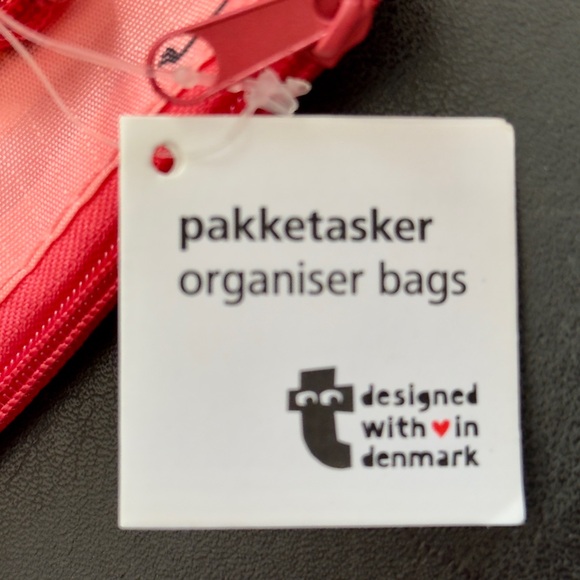 pakketasker
organiser bags
designed
with ♥ in
denmark